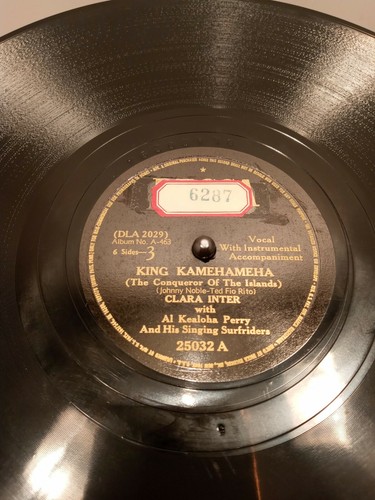 6287
(DLA 2029)
Album No. A-463
6 Sides—3
Vocal
With Instrumental
Accompaniment
KING KAMEHAMEHA
(The Conqueror Of The Islands)
(Johnny Noble-Ted Fio Rito)
CLARA INTER
with
Al Kealoha Perry
And His Singing Surfriders
25032 A